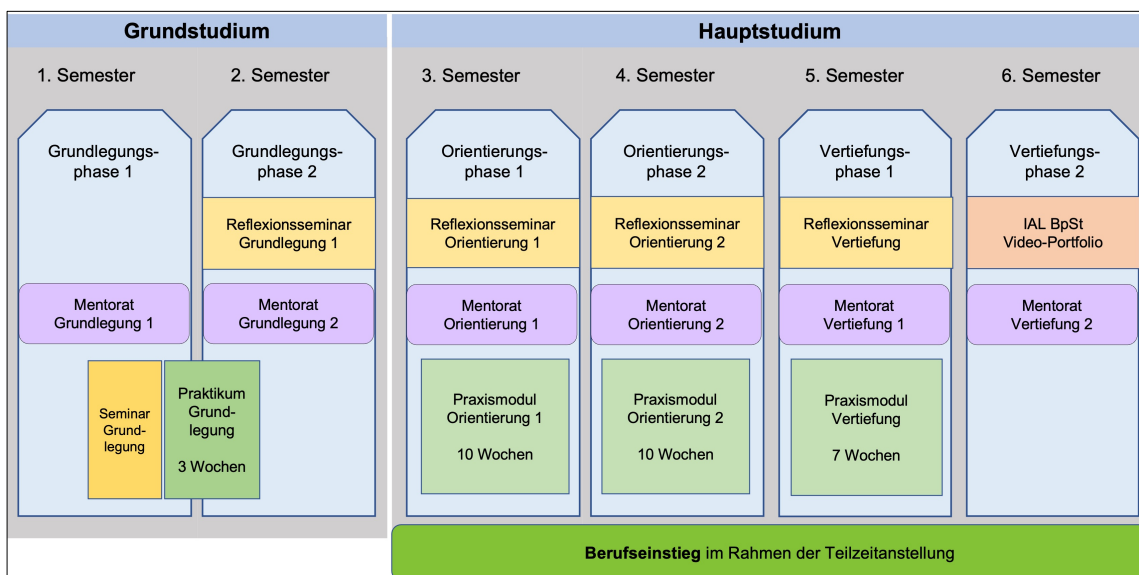 Grundstudium
Hauptstudium
1. Semester
2. Semester
3. Semester
4. Semester
5. Semester
6. Semester
Grundlegungs-
phase 1
Grundlegungs-
phase 2
Orientierungs-
phase 1
Orientierungs-
phase 2
Vertiefungs-
phase 1
Vertiefungs-
phase 2
Reflexionsseminar
Grundlegung 1
Reflexionsseminar
Orientierung 1
Reflexionsseminar
Orientierung 2
Reflexionsseminar
Vertiefung
IAL BpSt
Video-Portfolio
Mentorat
Grundlegung 1
Mentorat
Grundlegung 2
Mentorat
Orientierung 1
Mentorat
Orientierung 2
Mentorat
Vertiefung 1
Mentorat
Vertiefung 2
Seminar
Grund-
legung
Praktikum
Grund-
legung
3 Wochen
Praxismodul
Orientierung 1
10 Wochen
Praxismodul
Orientierung 2
10 Wochen
Praxismodul
Vertiefung
7 Wochen
Berufseinstieg im Rahmen der Teilzeitanstellung